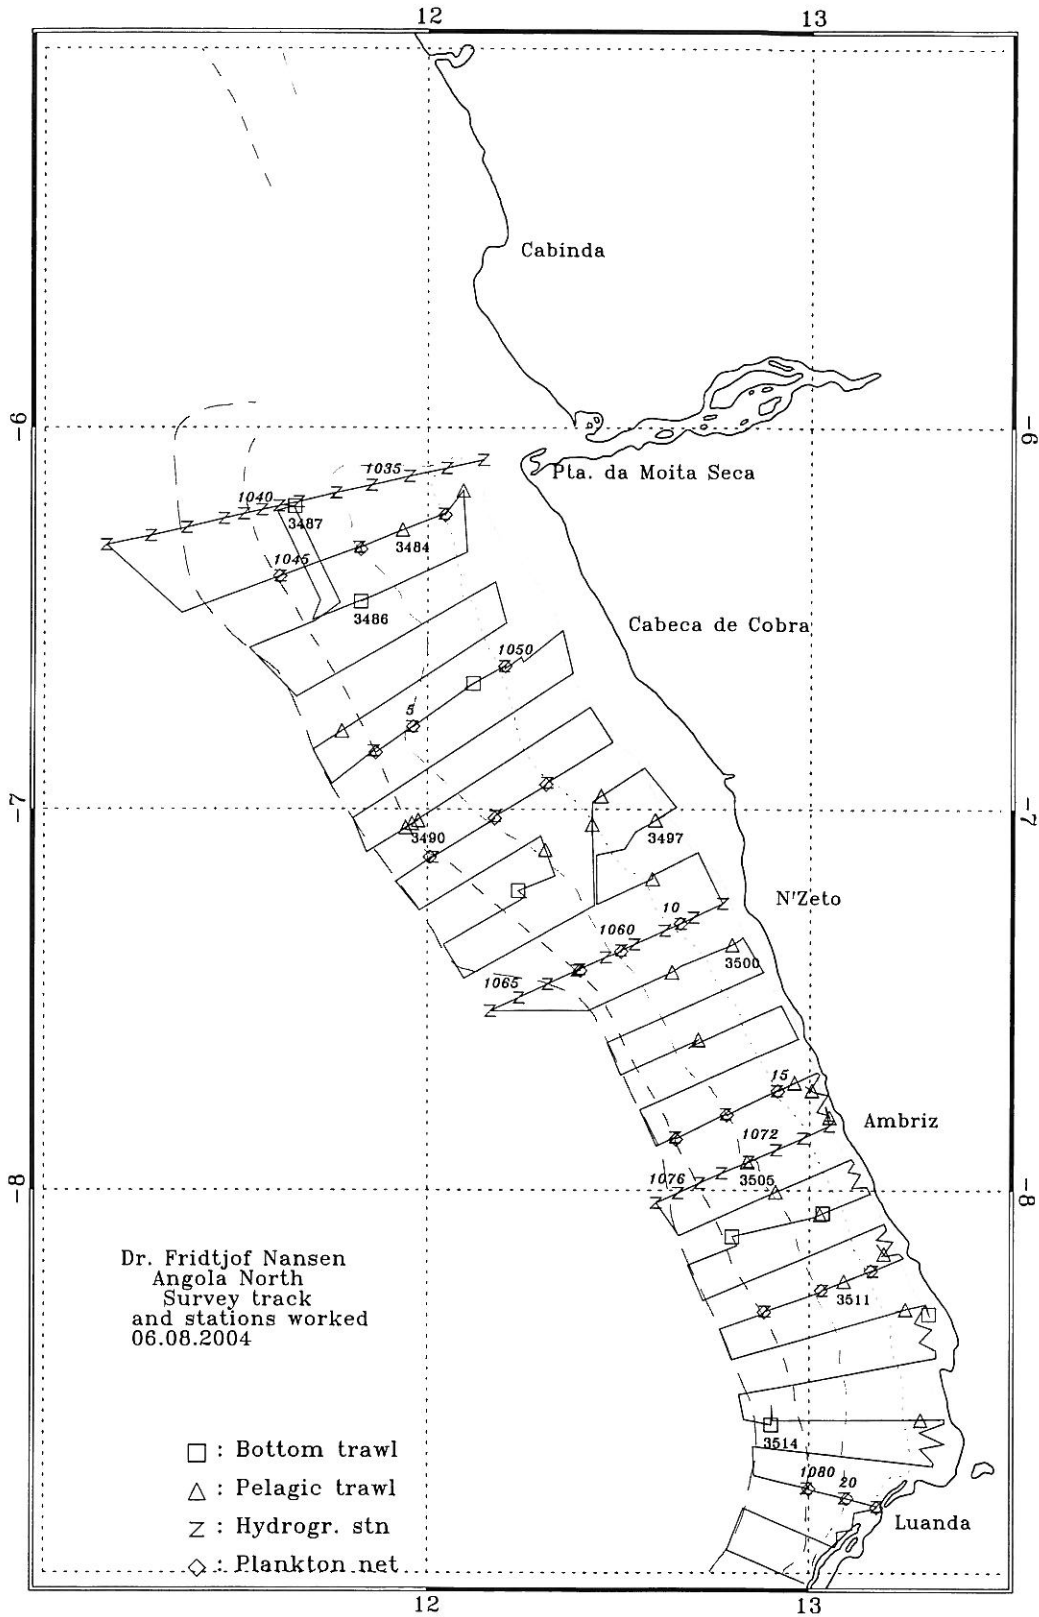 12 13
Cabinda
-6 -6
Pta. da Moita Seca
1035
1040
3487
3484
1045
3486
Cabeca de Cobra
1050
5
-7 -7
3490
3497
N'Zeto
10
1060
3500
1065
15
Ambriz
1072
1076
3505
-8 -8
Dr. Fridtjof Nansen
Angola North
Survey track
and stations worked
06.08.2004
3511
3514
: Bottom trawl
1080
20
: Pelagic trawl
Luanda
: Hydrogr. stn
: Plankton net
12 13